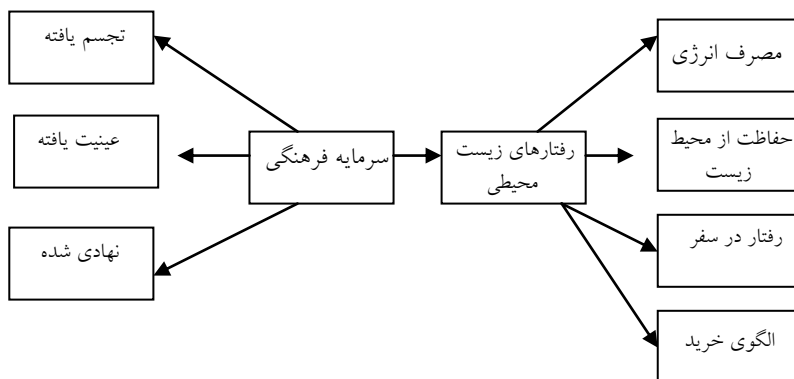 تجسم یافته
عینیت یافته
نهادی شده
سرمایه فرهنگی
رفتارهای زیست
محیطی
مصرف انرژی
حفاظت از محیط
زیست
رفتار در سفر
الگوی خرید